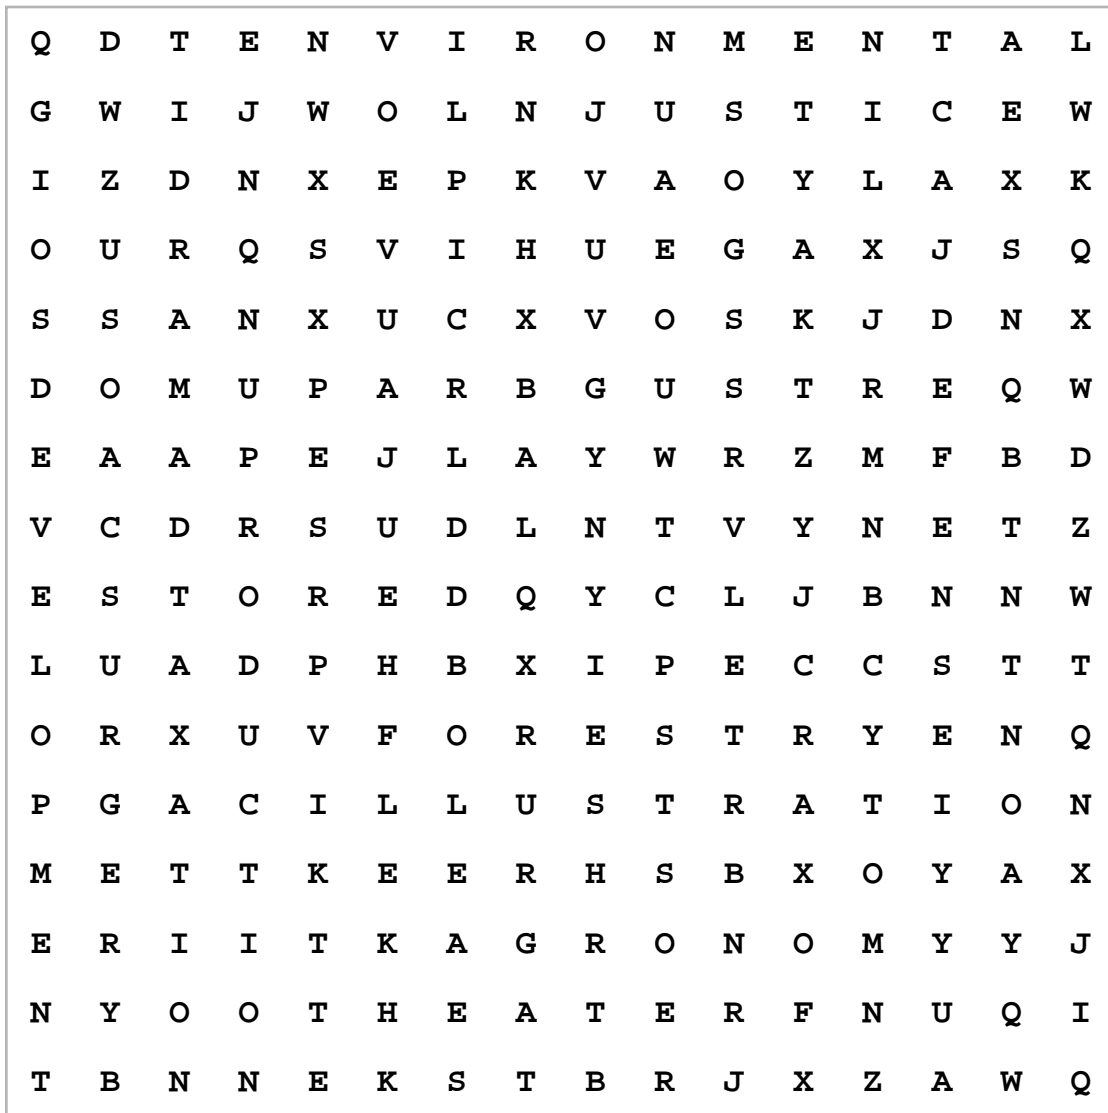 Q D T E N V I R O N M E N T A L
G W I J W O L N J U S T I C E W
I Z D N X E P K V A O Y L A X K
O U R Q S V I H U E G A X J S Q
S S A N X U C X V O S K J D N X
D O M U P A R B G U S T R E Q W
E A A P E J L A Y W R Z M F B D
V C D R S U D L N T V Y N E T Z
E S T O R E D Q Y C L J B N N W
L U A D P H B X I P E C C S T T
O R X U V F O R E S T R Y E N Q
P G A C I L L U S T R A T I O N
M E T T K E E R H S B X O Y A X
E R I I T K A G R O N O M Y Y J
N Y O O T H E A T E R F N U Q I
T B N N E K S T B R J X Z A W Q